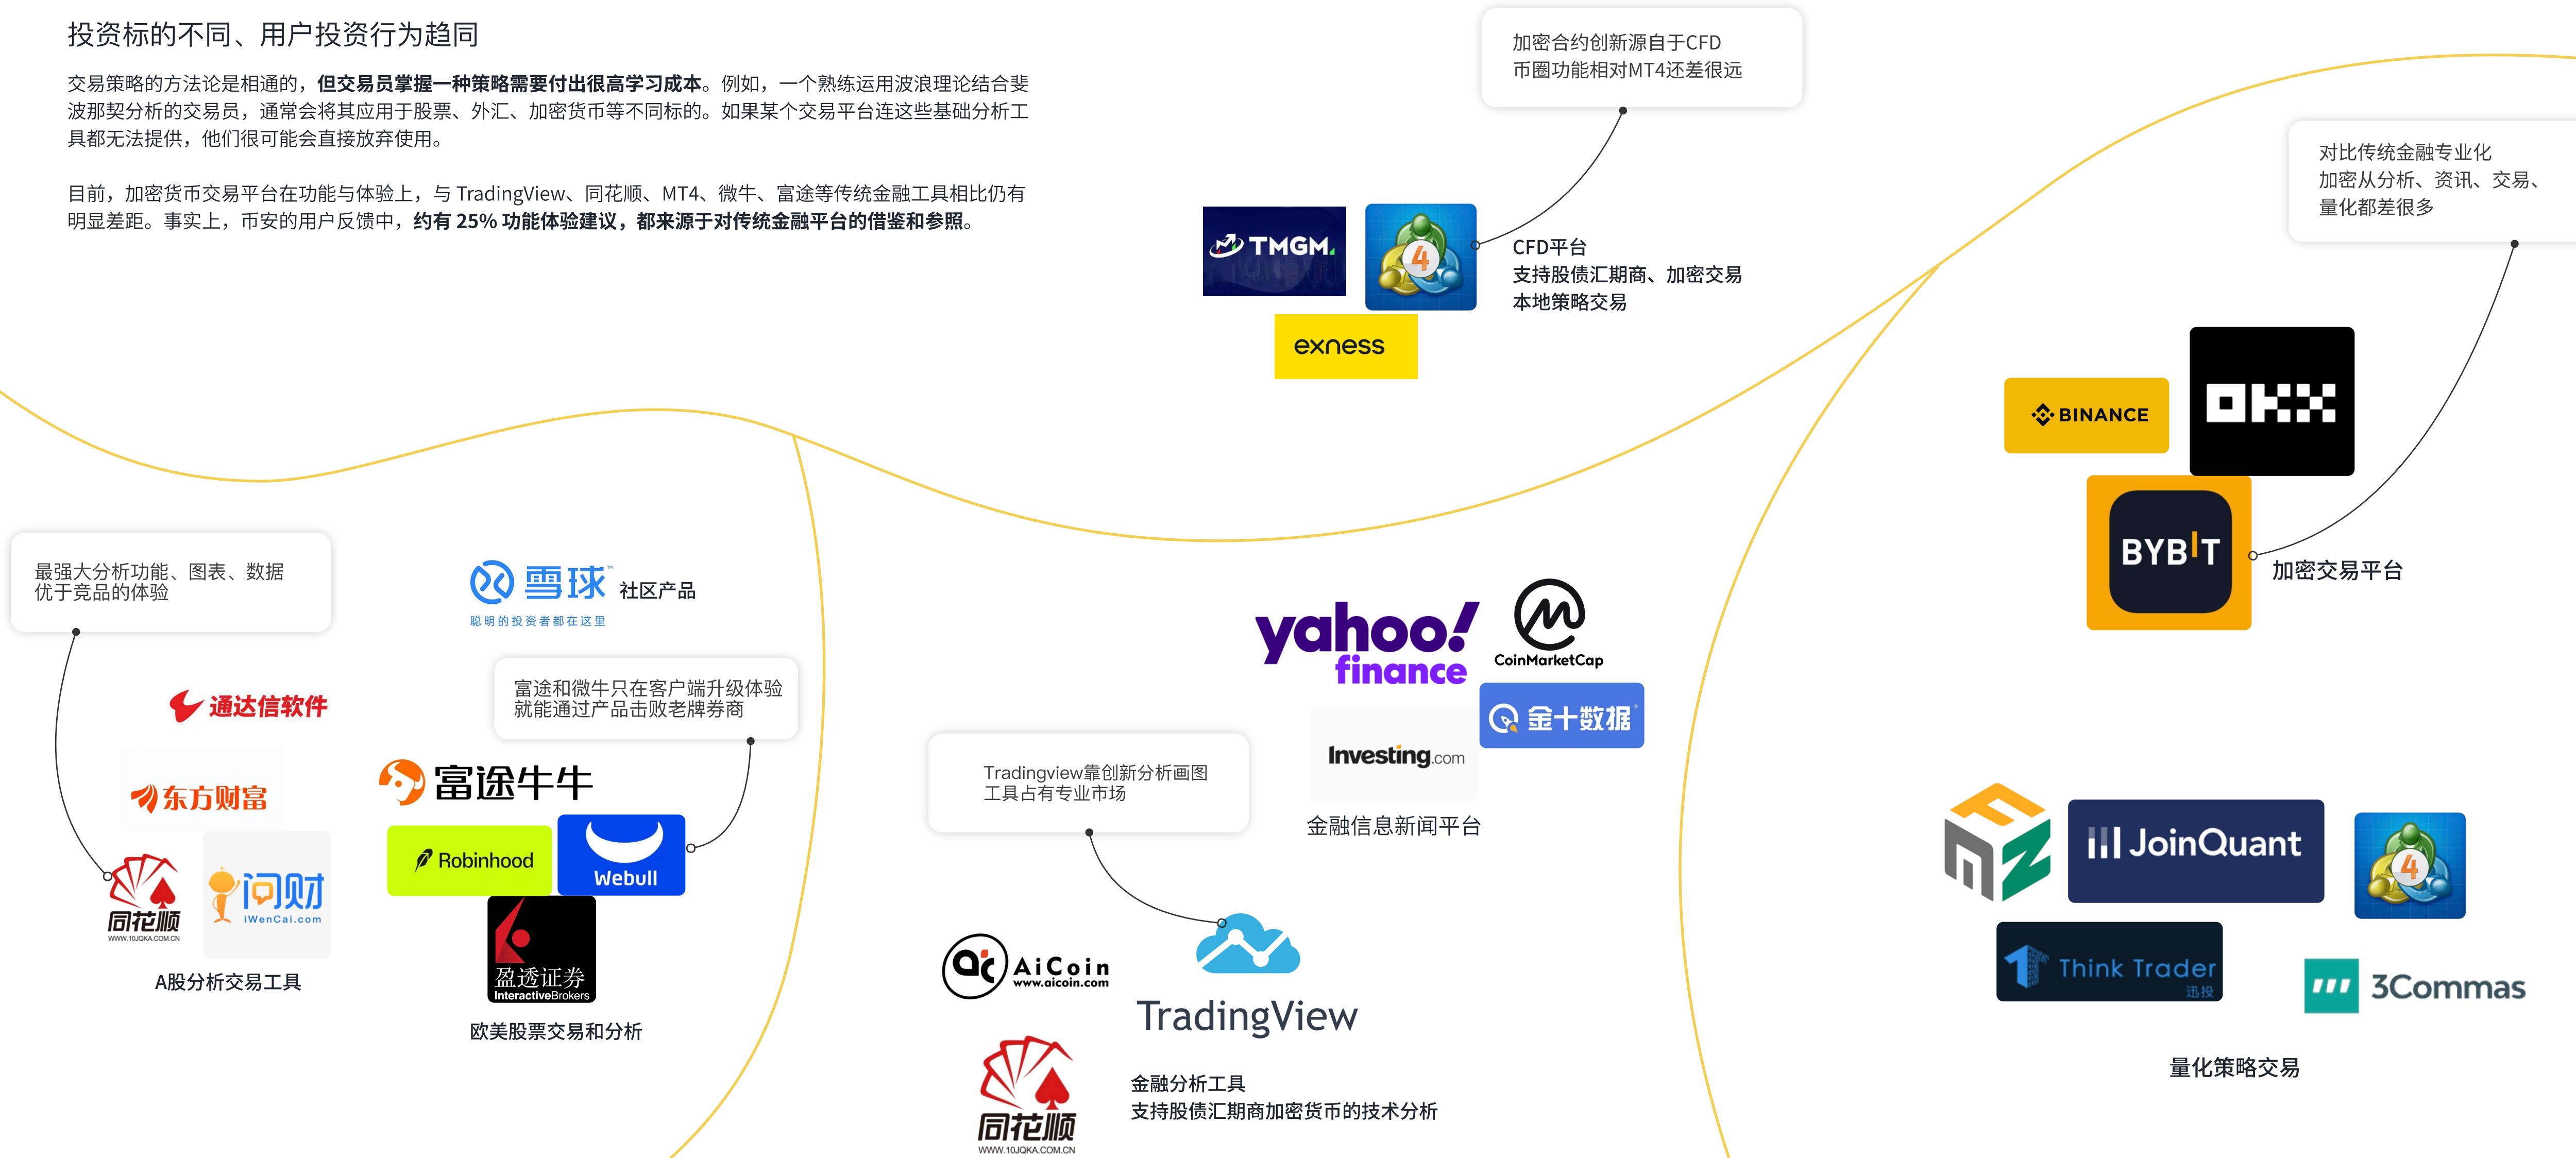 投资标的不同、用户投资行为趋同
交易策略的方法论是相通的，但交易员掌握一种策略需要付出很高学习成本。例如，一个熟练运用波浪理论结合斐
波那契分析的交易员，通常会将其应用于股票、外汇、加密货币等不同标的。如果某个交易平台连这些基础分析工
具都无法提供，他们很可能会直接放弃使用。
目前，加密货币交易平台在功能与体验上，与 TradingView、同花顺、MT4、微牛、富途等传统金融工具相比仍有
明显差距。事实上，币安的用户反馈中，约有 25% 功能体验建议，都来源于对传统金融平台的借鉴和参照。
加密合约创新源自于CFD
币圈功能相对MT4还差很远
TMGM.
4
exness
CFD平台
支持股债汇期商、加密交易
本地策略交易
对比传统金融专业化
加密从分析、资讯、交易、
量化都差很多
BINANCE
OKX
BYBIT
加密交易平台
最强大分析功能、图表、数据
优于竞品的体验
通达信软件
东方财富
同花顺
WWW.10JQKA.COM.CN
问财
iWenCai.com
A股分析交易工具
雪球™
聪明的投资者都在这里
社区产品
富途和微牛只在客户端升级体验
就能通过产品击败老牌券商
富途牛牛
Robinhood
Webull
盈透证券
InteractiveBrokers
欧美股票交易和分析
yahoo!
finance
CoinMarketCap
金十数据®
Investing.com
金融信息新闻平台
Tradingview靠创新分析画图
工具占有专业市场
AiCoin
www.aicoin.com
TradingView
同花顺
WWW.10JQKA.COM.CN
金融分析工具
支持股债汇期商加密货币的技术分析
FMZ
JoinQuant
4
Think Trader
迅投
3Commas
量化策略交易